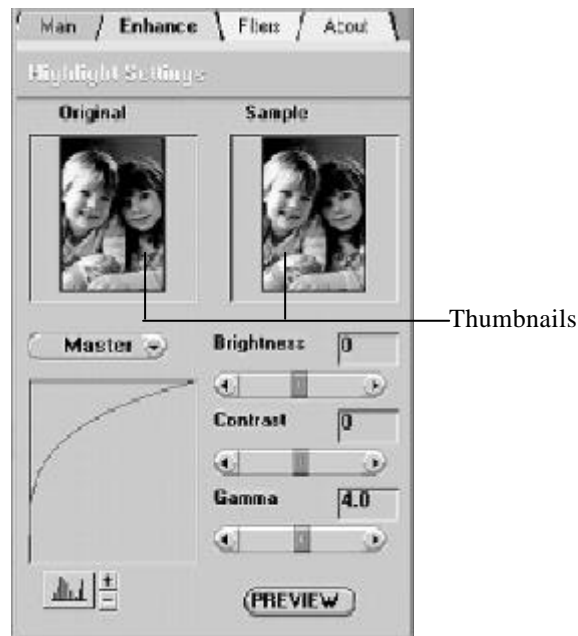 Main Enhance Filters About
Highlight Settings
Original Sample
Thumbnails
Master
Brightness 0
Contrast 0
Gamma 4.0
+
-
PREVIEW